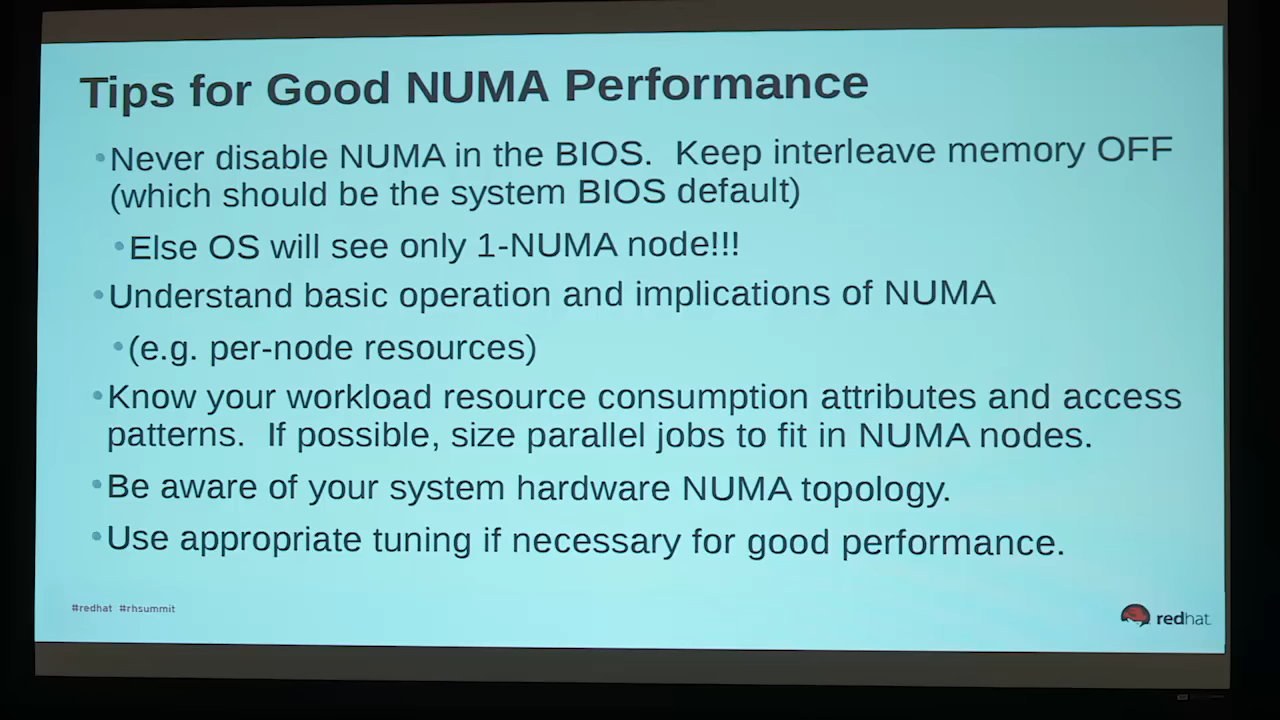 Tips for Good NUMA Performance
•Never disable NUMA in the BIOS.  Keep interleave memory OFF
(which should be the system BIOS default)
•Else OS will see only 1-NUMA node!!!
•Understand basic operation and implications of NUMA
•(e.g. per-node resources)
•Know your workload resource consumption attributes and access
patterns.  If possible, size parallel jobs to fit in NUMA nodes.
•Be aware of your system hardware NUMA topology.
•Use appropriate tuning if necessary for good performance.
#redhat #rhsummit
redhat.